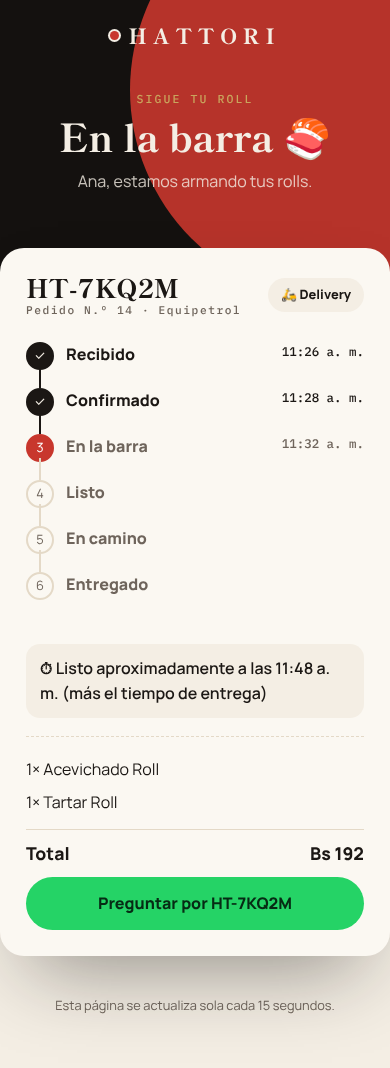 HATTORI
SIGUE TU ROLL
En la barra 🍣
Ana, estamos armando tus rolls.
HT-7KQ2M
Pedido N.º 14 · Equipetrol
🛵 Delivery
✓ Recibido 11:26 a. m.
✓ Confirmado 11:28 a. m.
3 En la barra 11:32 a. m.
4 Listo
5 En camino
6 Entregado
⏱ Listo aproximadamente a las 11:48 a.
m. (más el tiempo de entrega)
1× Acevichado Roll
1× Tartar Roll
Total Bs 192
Preguntar por HT-7KQ2M
Esta página se actualiza sola cada 15 segundos.